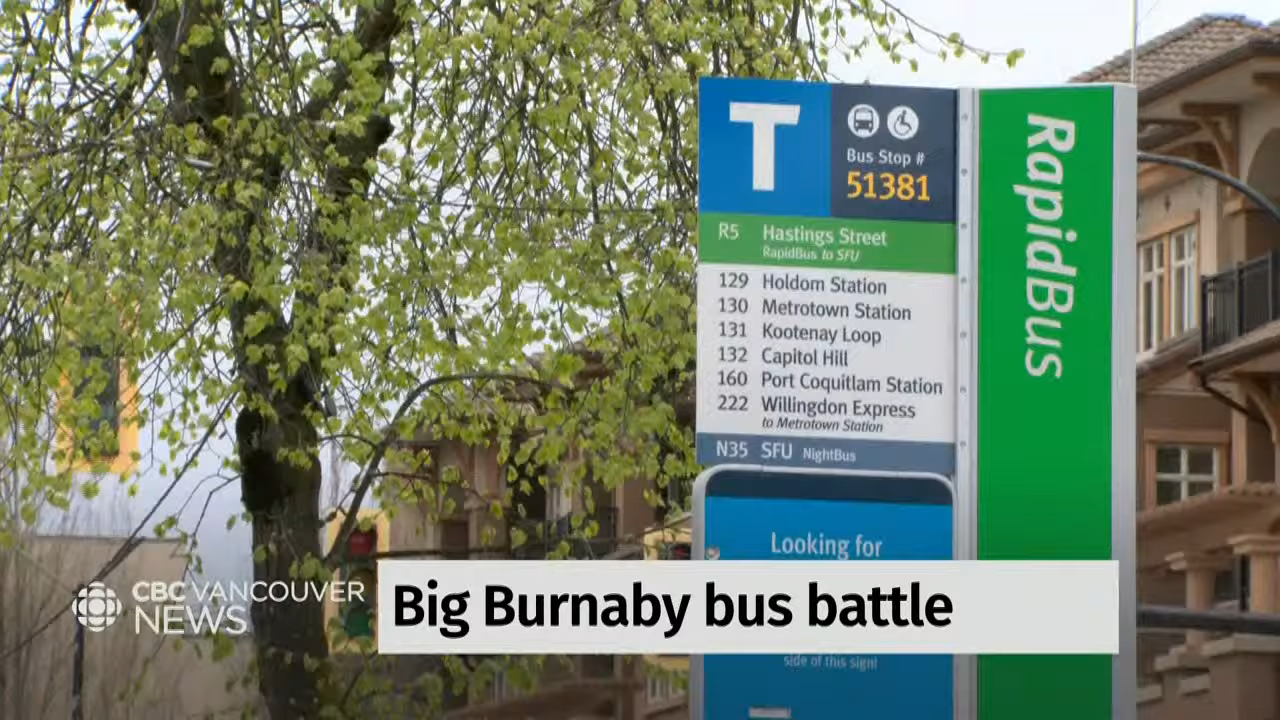 T
Bus Stop #
51381
R5 Hastings Street
RapidBus to SFU
129 Holdom Station
130 Metrotown Station
131 Kootenay Loop
132 Capitol Hill
160 Port Coquitlam Station
222 Willingdon Express
to Metrotown Station
N35 SFU NightBus
RapidBus
Looking for
side of this sign!
CBC VANCOUVER
NEWS
Big Burnaby bus battle